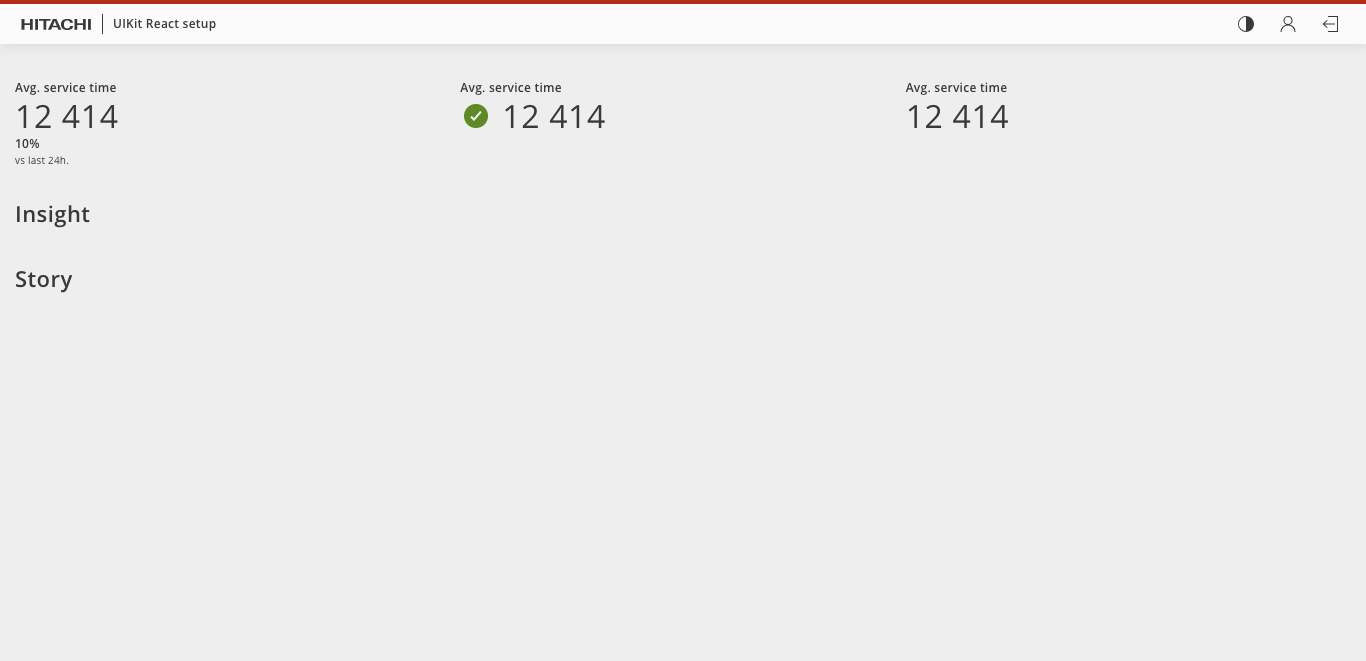 HITACHI UIKit React setup
Avg. service time
12 414
10%
vs last 24h.
Avg. service time
12 414
Avg. service time
12 414
Insight
Story